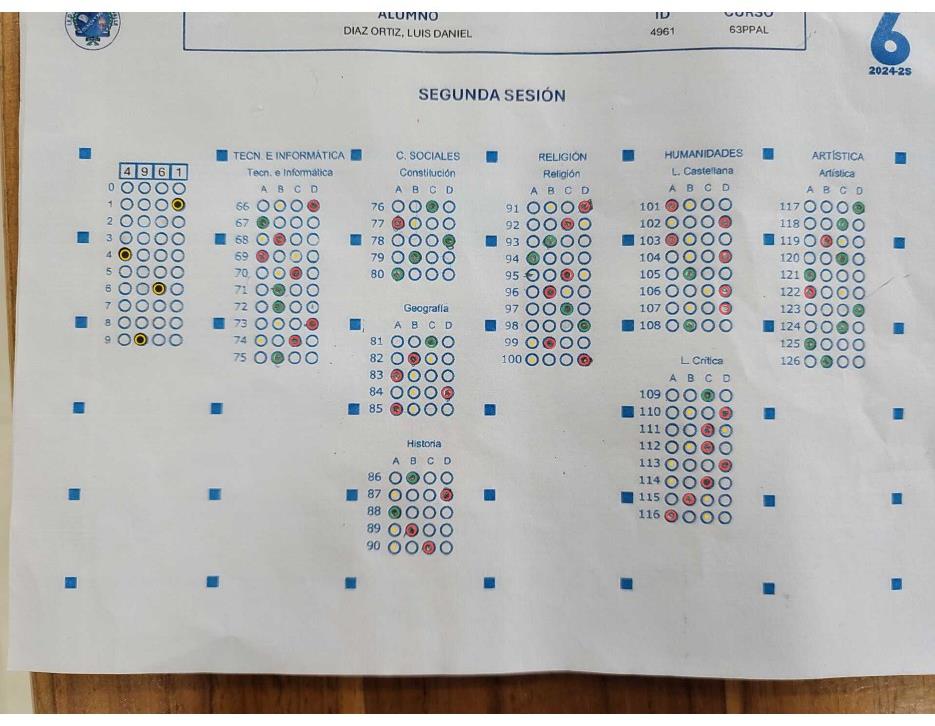 ALUMNO ID CURSO
DIAZ ORTIZ, LUIS DANIEL 4961 63PPAL
6
2024-2S
SEGUNDA SESIÓN
4 9 6 1
0
1
2
3
4
5
6
7
8
9
TECN. E INFORMÁTICA
Tecn. e Informática
A B C D
66
67
68
69
70
71
72
73
74
75
C. SOCIALES
Constitución
A B C D
76
77
78
79
80
Geografía
A B C D
81
82
83
84
85
Historia
A B C D
86
87
88
89
90
RELIGIÓN
Religión
A B C D
91
92
93
94
95
96
97
98
99
100
HUMANIDADES
L. Castellana
A B C D
101
102
103
104
105
106
107
108
L. Crítica
A B C D
109
110
111
112
113
114
115
116
ARTÍSTICA
Artística
A B C D
117
118
119
120
121
122
123
124
125
126